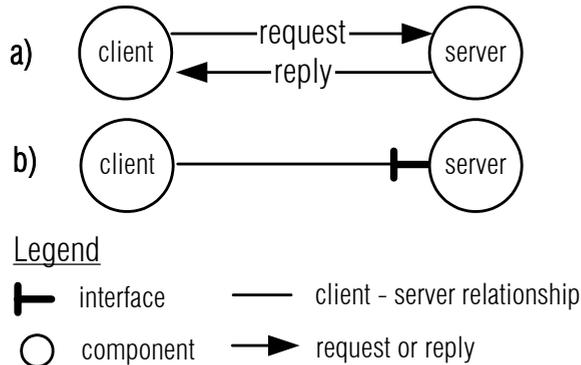 a) client request server
reply
b) client server
Legend
interface client - server relationship
component request or reply